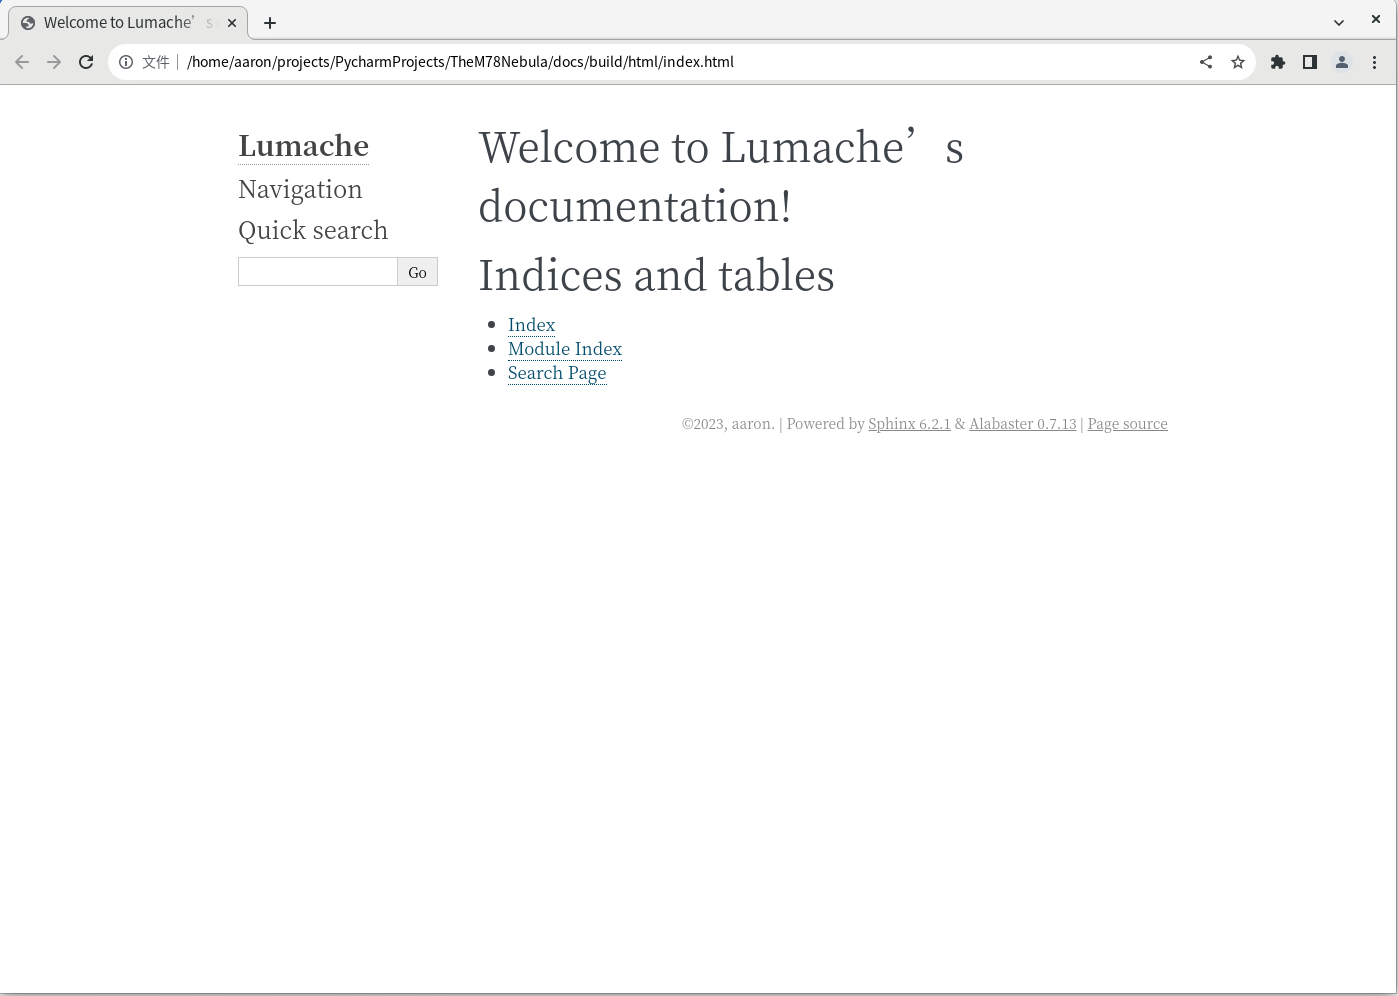 Welcome to Lumache’s
文件
/home/aaron/projects/PycharmProjects/TheM78Nebula/docs/build/html/index.html
Lumache
Navigation
Quick search
Go
Welcome to Lumache’s
documentation!
Indices and tables
Index
Module Index
Search Page
©2023, aaron. | Powered by Sphinx 6.2.1 & Alabaster 0.7.13 | Page source